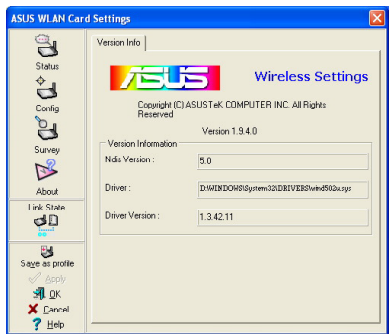 ASUS WLAN Card Settings
Status
Config
Survey
About
Link State
Save as profile
Apply
OK
Cancel
Help
Version Info
ASUS
Wireless Settings
Copyright (C) ASUSTeK COMPUTER INC. All Rights
Reserved
Version 1.9.4.0
Version Information
Ndis Version :
5.0
Driver :
D:\WINDOWS\System32\DRIVERS\wind502u.sys
Driver Version :
1.3.42.11